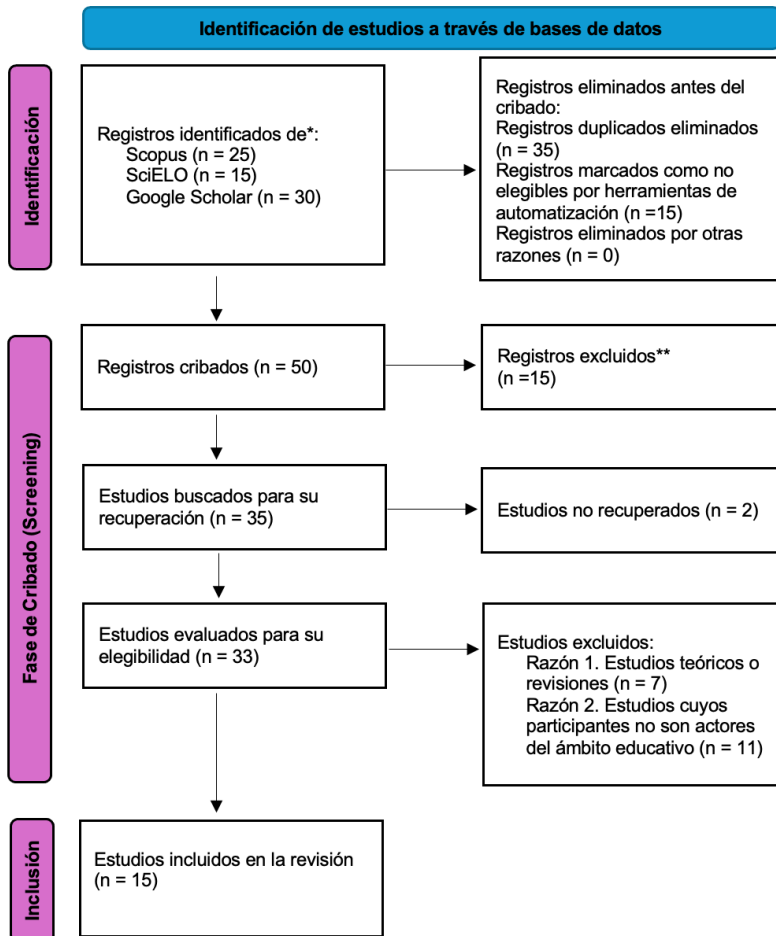 Identificación de estudios a través de bases de datos
Identificación
Registros identificados de*:
Scopus (n = 25)
SciELO (n = 15)
Google Scholar (n = 30)
Registros eliminados antes del
cribado:
Registros duplicados eliminados
(n = 35)
Registros marcados como no
elegibles por herramientas de
automatización (n =15)
Registros eliminados por otras
razones (n = 0)
Fase de Cribado (Screening)
Registros cribados (n = 50)
Registros excluidos**
(n =15)
Estudios buscados para su
recuperación (n = 35)
Estudios no recuperados (n = 2)
Estudios evaluados para su
elegibilidad (n = 33)
Estudios excluidos:
Razón 1. Estudios teóricos o
revisiones (n = 7)
Razón 2. Estudios cuyos
participantes no son actores
del ámbito educativo (n = 11)
Inclusión
Estudios incluidos en la revisión
(n = 15)